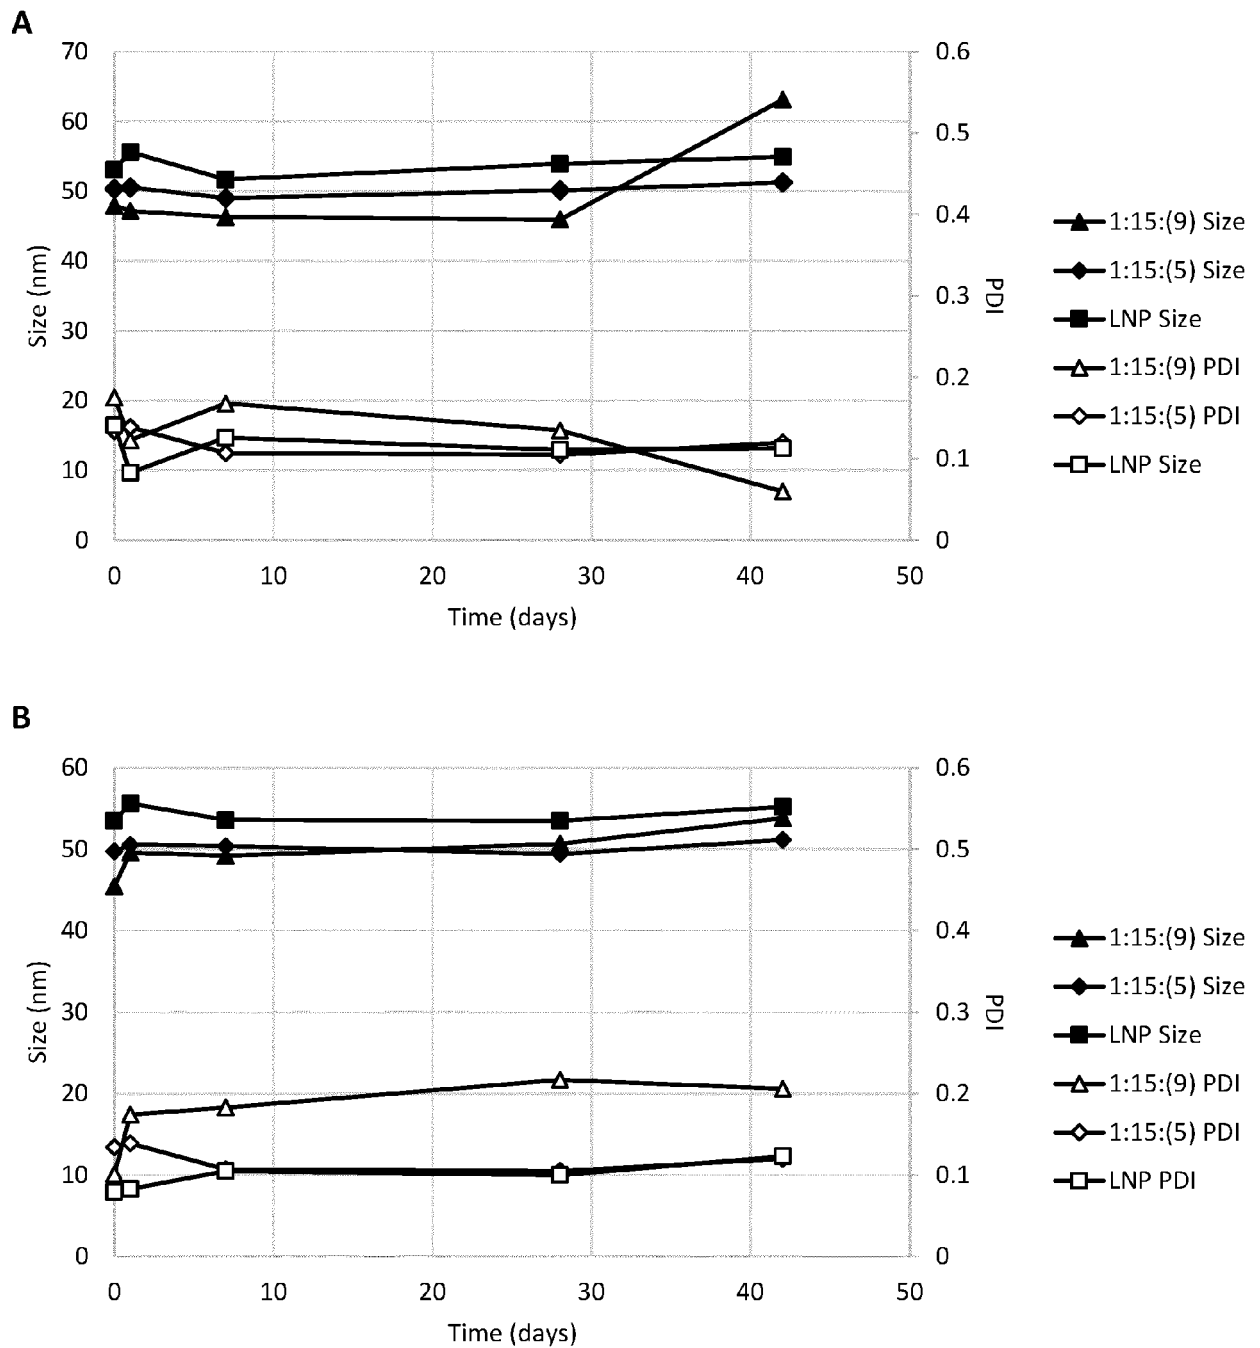 A
70
60
50
40
30
20
10
0
Size (nm)
0.6
0.5
0.4
0.3
0.2
0.1
0
PDI
0 10 20 30 40 50
Time (days)
1:15:(9) Size
1:15:(5) Size
LNP Size
1:15:(9) PDI
1:15:(5) PDI
LNP Size
B
60
50
40
30
20
10
0
Size (nm)
0.6
0.5
0.4
0.3
0.2
0.1
0
PDI
0 10 20 30 40 50
Time (days)
1:15:(9) Size
1:15:(5) Size
LNP Size
1:15:(9) PDI
1:15:(5) PDI
LNP PDI